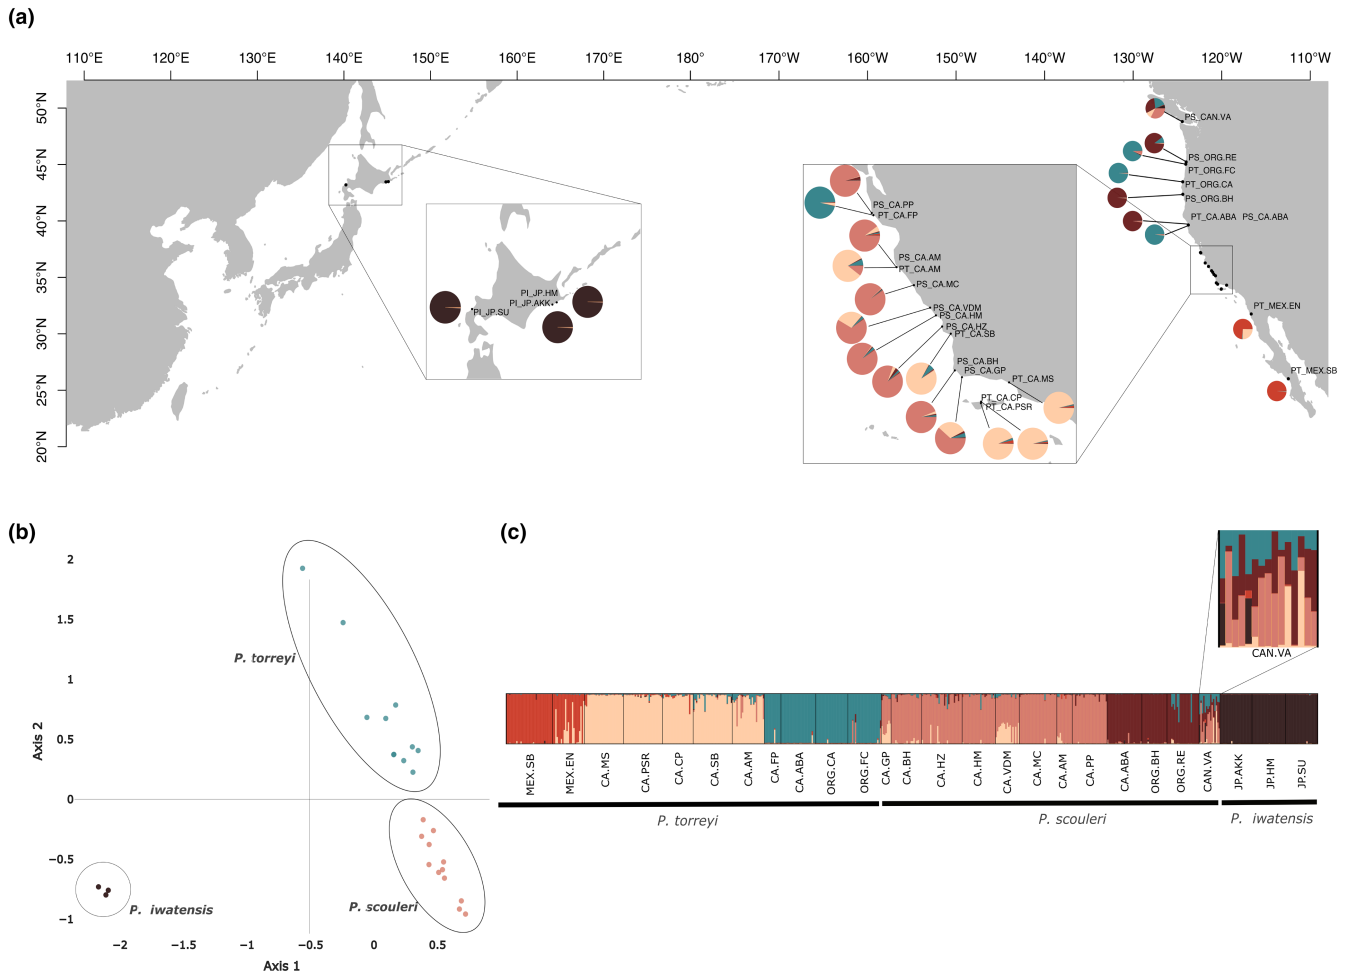 (a)
110°E 120°E 130°E 140°E 150°E 160°E 170°E 180° 170°W 160°W 150°W 140°W 130°W 120°W 110°W
50°N
45°N
40°N
35°N
30°N
25°N
20°N
PI_JP.HM
PI_JP.AKK
PI_JP.SU
PS_CA.PP
PT_CA.FP
PS_CA.AM
PT_CA.AM
PS_CA.MC
PS_CA.VDM
PS_CA.HM
PS_CA.HZ
PT_CA.SB
PS_CA.BH
PS_CA.GP
PT_CA.MS
PT_CA.CP
PT_CA.PSR
PS_CAN.VA
PS_ORG.RE
PT_ORG.FC
PT_ORG.CA
PS_ORG.BH
PT_CA.ABA PS_CA.ABA
PT_MEX.EN
PT_MEX.SB
(b)
2
1.5
1
0.5
0
−0.5
−1
Axis 2
P. torreyi
P. scouleri
P. iwatensis
−2 −1.5 −1 −0.5 0 0.5
Axis 1
(c)
CAN.VA
MEX.SB MEX.EN CA.MS CA.PSR CA.CP CA.SB CA.AM CA.FP CA.ABA ORG.CA ORG.FC CA.GP CA.BH CA.HZ CA.HM CA.VDM CA.MC CA.AM CA.PP CA.ABA ORG.BH ORG.RE CAN.VA JP.AKK JP.HM JP.SU
P. torreyi P. scouleri P. iwatensis